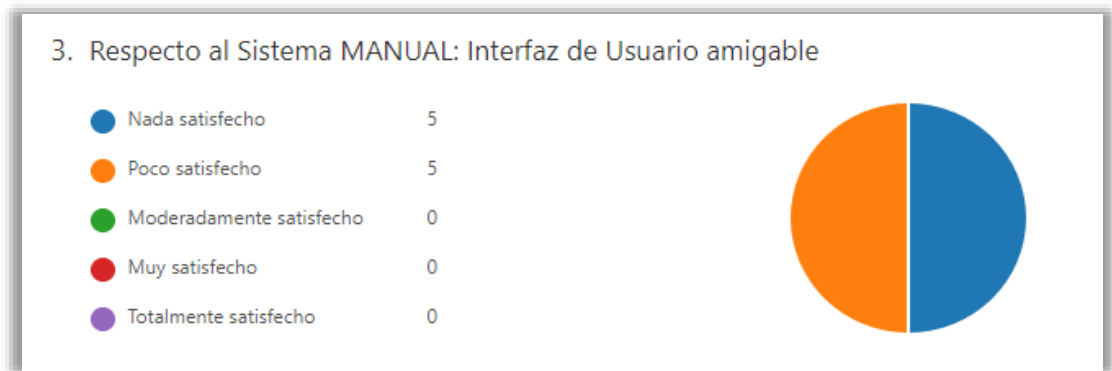 3. Respecto al Sistema MANUAL: Interfaz de Usuario amigable
Nada satisfecho 5
Poco satisfecho 5
Moderadamente satisfecho 0
Muy satisfecho 0
Totalmente satisfecho 0